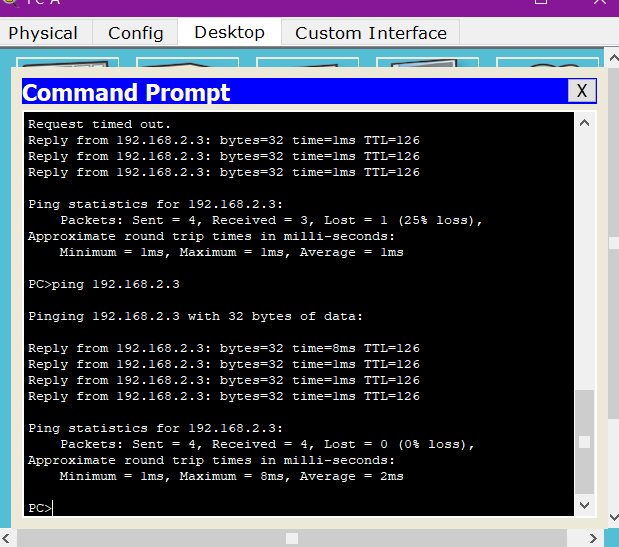 PC A
Physical Config Desktop Custom Interface
Command Prompt X
Request timed out.
Reply from 192.168.2.3: bytes=32 time=1ms TTL=126
Reply from 192.168.2.3: bytes=32 time=1ms TTL=126
Reply from 192.168.2.3: bytes=32 time=1ms TTL=126
Ping statistics for 192.168.2.3:
Packets: Sent = 4, Received = 3, Lost = 1 (25% loss),
Approximate round trip times in milli-seconds:
Minimum = 1ms, Maximum = 1ms, Average = 1ms
PC>ping 192.168.2.3
Pinging 192.168.2.3 with 32 bytes of data:
Reply from 192.168.2.3: bytes=32 time=8ms TTL=126
Reply from 192.168.2.3: bytes=32 time=1ms TTL=126
Reply from 192.168.2.3: bytes=32 time=1ms TTL=126
Reply from 192.168.2.3: bytes=32 time=1ms TTL=126
Ping statistics for 192.168.2.3:
Packets: Sent = 4, Received = 4, Lost = 0 (0% loss),
Approximate round trip times in milli-seconds:
Minimum = 1ms, Maximum = 8ms, Average = 2ms
PC>